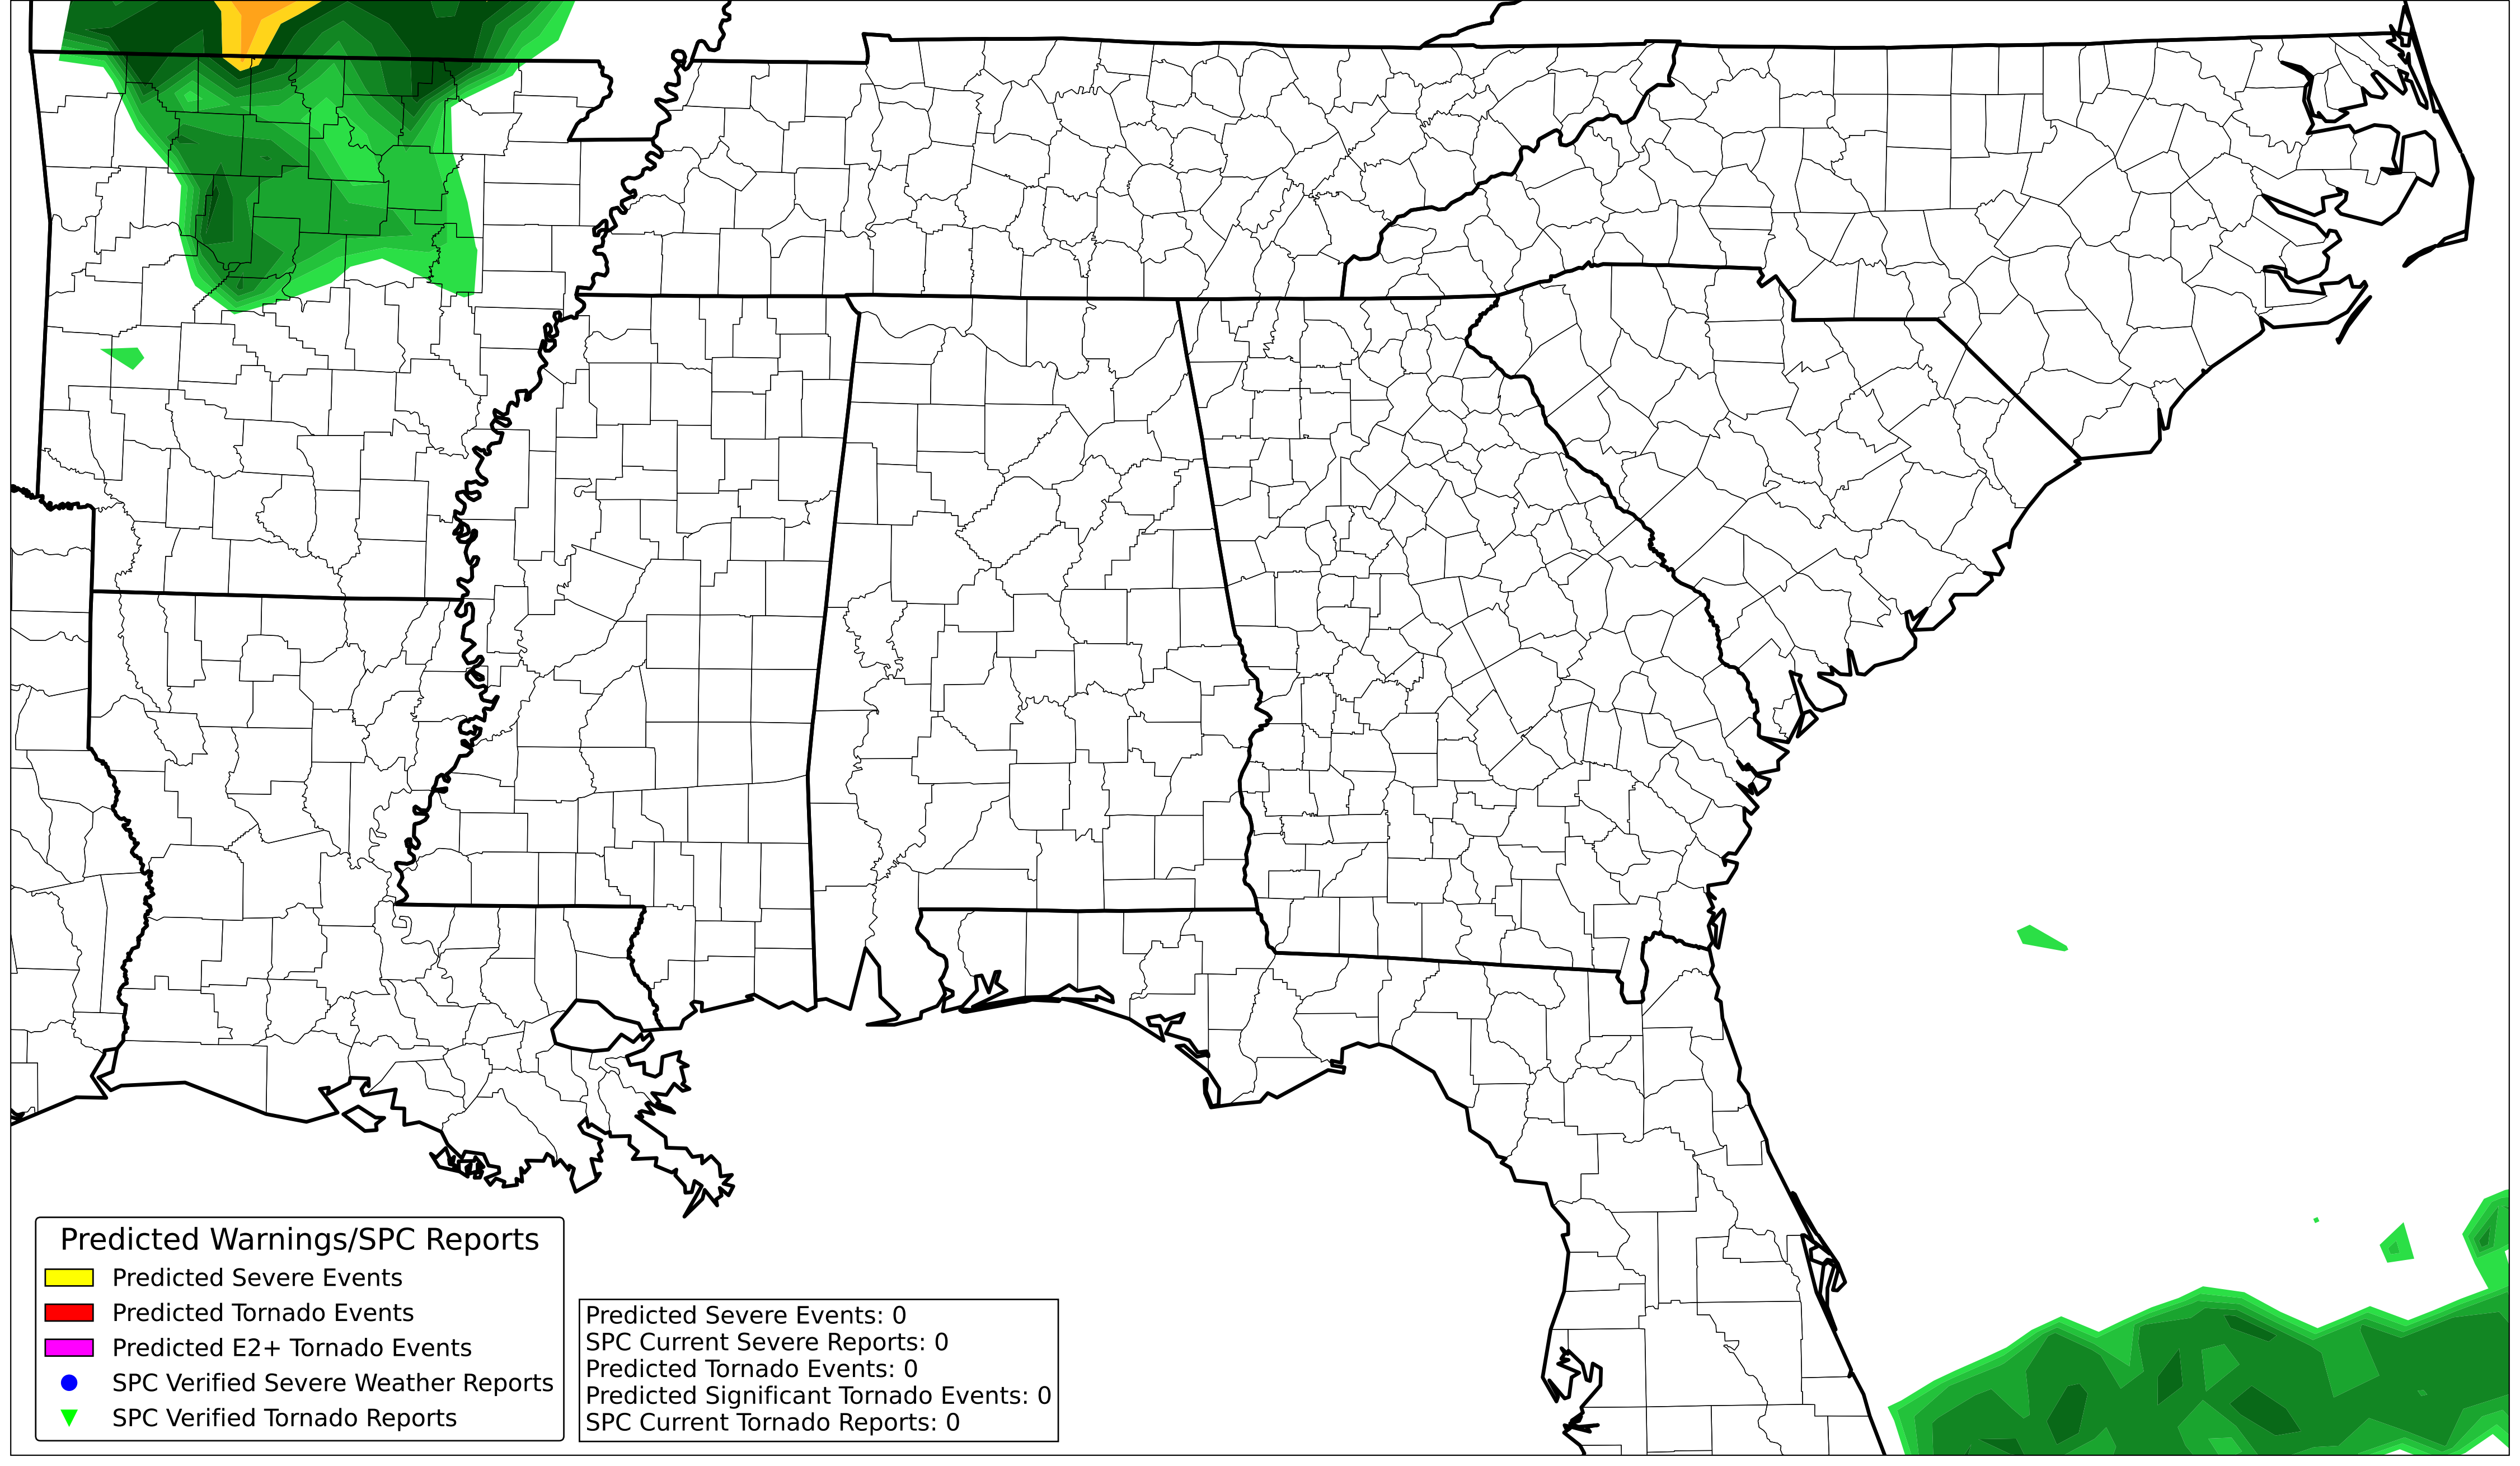 Predicted Warnings/SPC Reports
Predicted Severe Events
Predicted Tornado Events
Predicted E2+ Tornado Events
SPC Verified Severe Weather Reports
SPC Verified Tornado Reports
Predicted Severe Events: 0
SPC Current Severe Reports: 0
Predicted Tornado Events: 0
Predicted Significant Tornado Events: 0
SPC Current Tornado Reports: 0